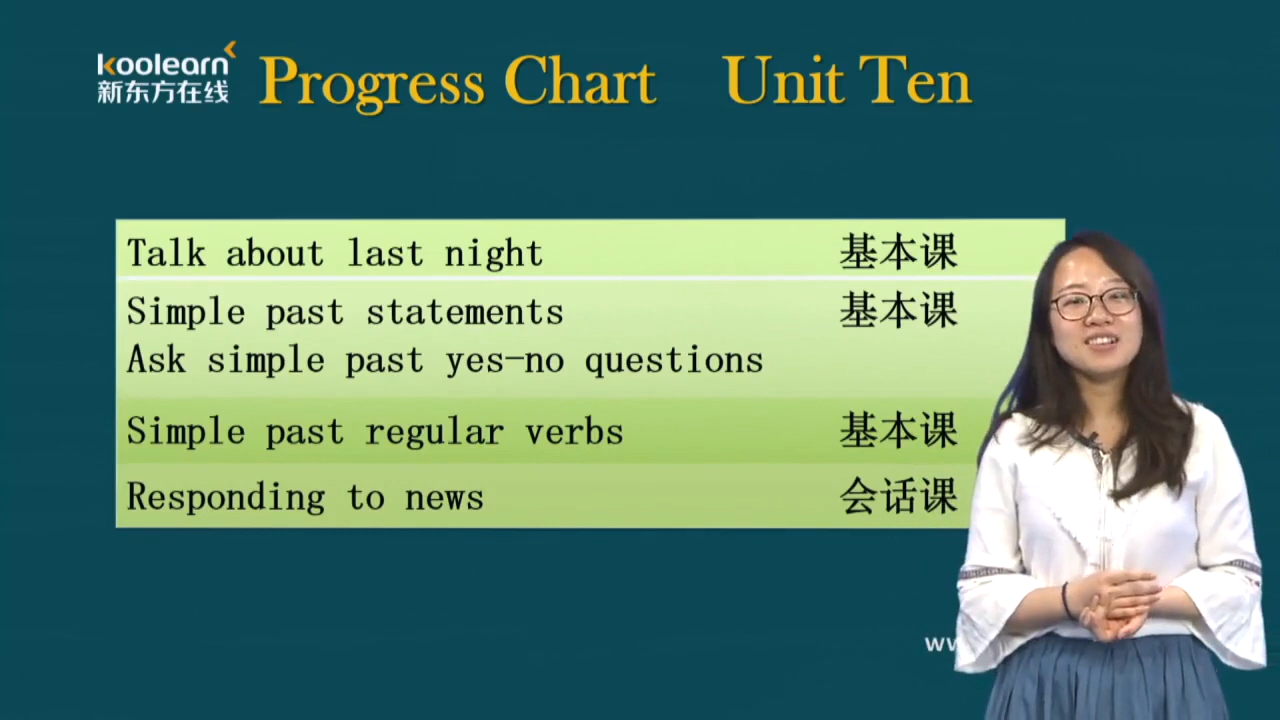 koolearn
新东方在线
Progress Chart Unit Ten
Talk about last night 基本课
Simple past statements 基本课
Ask simple past yes-no questions
Simple past regular verbs 基本课
Responding to news 会话课